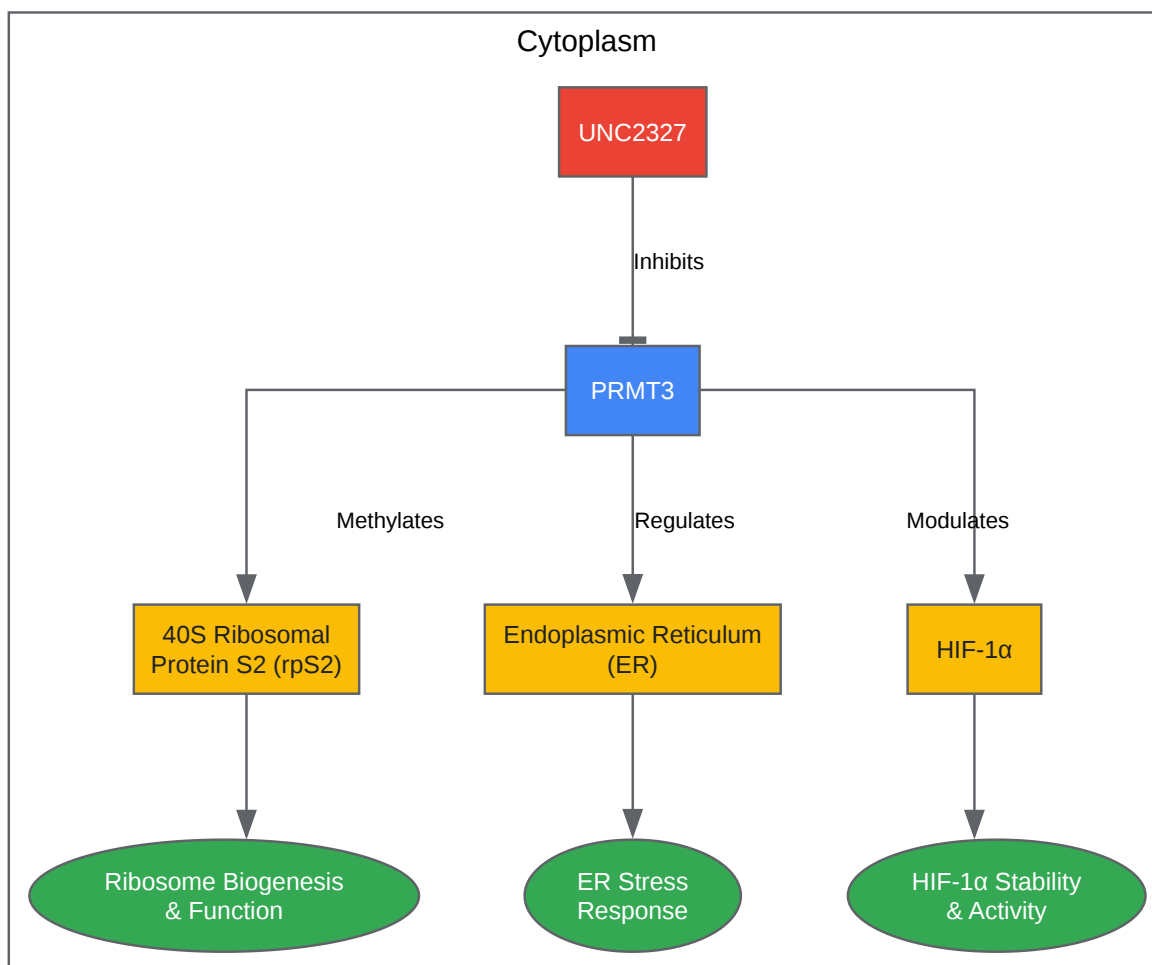 Cytoplasm
UNC2327
Inhibits
PRMT3
Methylates
Regulates
Modulates
40S Ribosomal
Protein S2 (rpS2)
Endoplasmic Reticulum
(ER)
HIF-1α
Ribosome Biogenesis
& Function
ER Stress
Response
HIF-1α Stability
& Activity